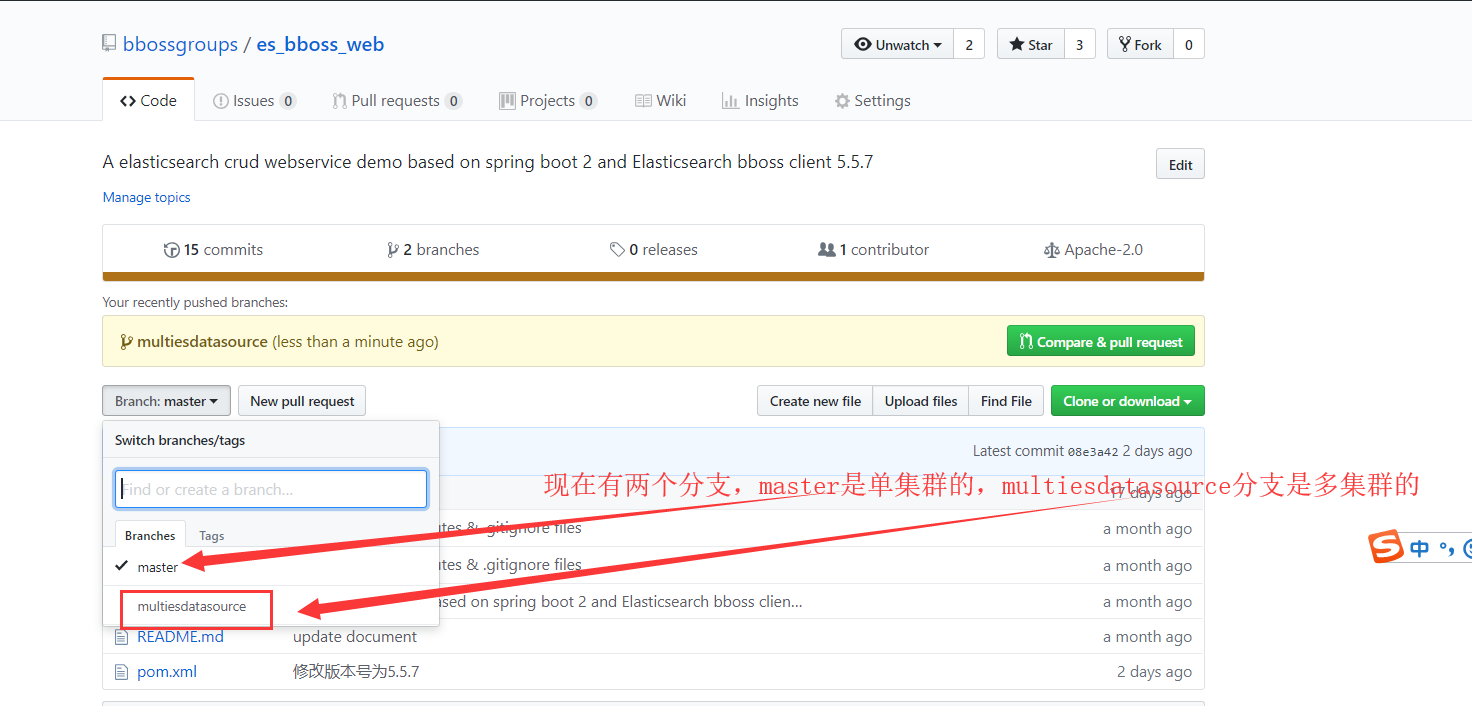 bbossgroups / es_bboss_web
Unwatch 2 Star 3 Fork 0
Code Issues 0 Pull requests 0 Projects 0 Wiki Insights Settings
A elasticsearch crud webservice demo based on spring boot 2 and Elasticsearch bboss client 5.5.7
Edit
Manage topics
15 commits 2 branches 0 releases 1 contributor Apache-2.0
Your recently pushed branches:
multiesdatasource (less than a minute ago) Compare & pull request
Branch: master New pull request Create new file Upload files Find File Clone or download
Switch branches/tags
Latest commit 08e3a42 2 days ago
Find or create a branch...
现在有两个分支，master是单集群的，multiesdatasource分支是多集群的
17 days ago
Branches Tags
utes & .gitignore files a month ago
master
utes & .gitignore files a month ago
multiesdatasource
ased on spring boot 2 and Elasticsearch bboss clien... a month ago
README.md update document a month ago
pom.xml 修改版本号为5.5.7 2 days ago
S 中 °,